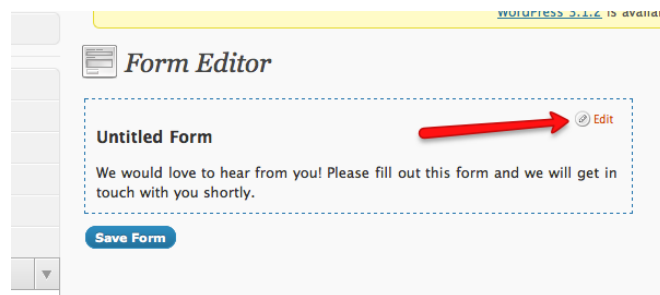 WordPress 3.1.2 is availa
Form Editor
Edit
Untitled Form
We would love to hear from you! Please fill out this form and we will get in
touch with you shortly.
Save Form